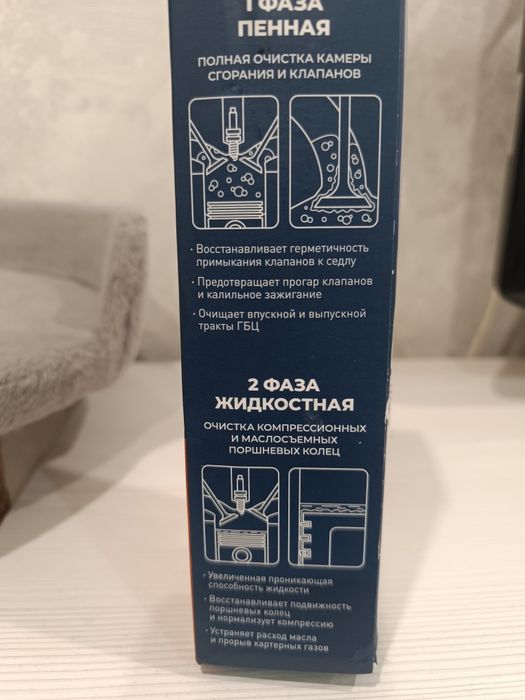 1 ФАЗА
ПЕННАЯ
ПОЛНАЯ ОЧИСТКА КАМЕРЫ
СГОРАНИЯ И КЛАПАНОВ
· Восстанавливает герметичность
примыкания клапанов к седлу
· Предотвращает прогар клапанов
и калильное зажигание
· Очищает впускной и выпускной
тракты ГБЦ
2 ФАЗА
ЖИДКОСТНАЯ
ОЧИСТКА КОМПРЕССИОННЫХ
И МАСЛОСЪЕМНЫХ
ПОРШНЕВЫХ КОЛЕЦ
· Увеличенная проникающая
способность жидкости
· Восстанавливает подвижность
поршневых колец
и нормализует компрессию
· Устраняет расход масла
и прорыв картерных газов